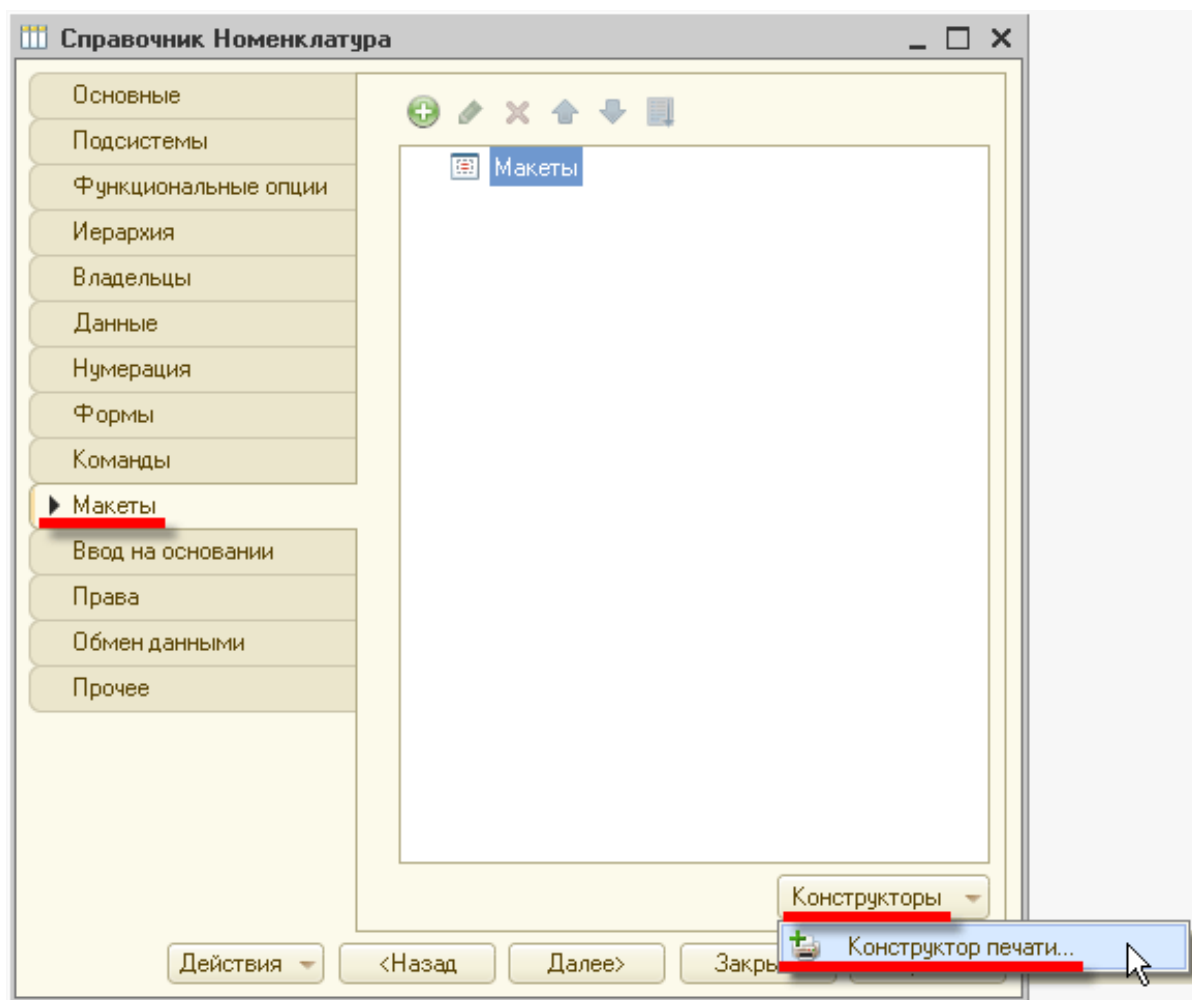 Справочник Номенклатура
Основные
Подсистемы
Функциональные опции
Иерархия
Владельцы
Данные
Нумерация
Формы
Команды
Макеты
Ввод на основании
Права
Обмен данными
Прочее
Макеты
Конструкторы
Конструктор печати...
Действия
<Назад
Далее>
Закры